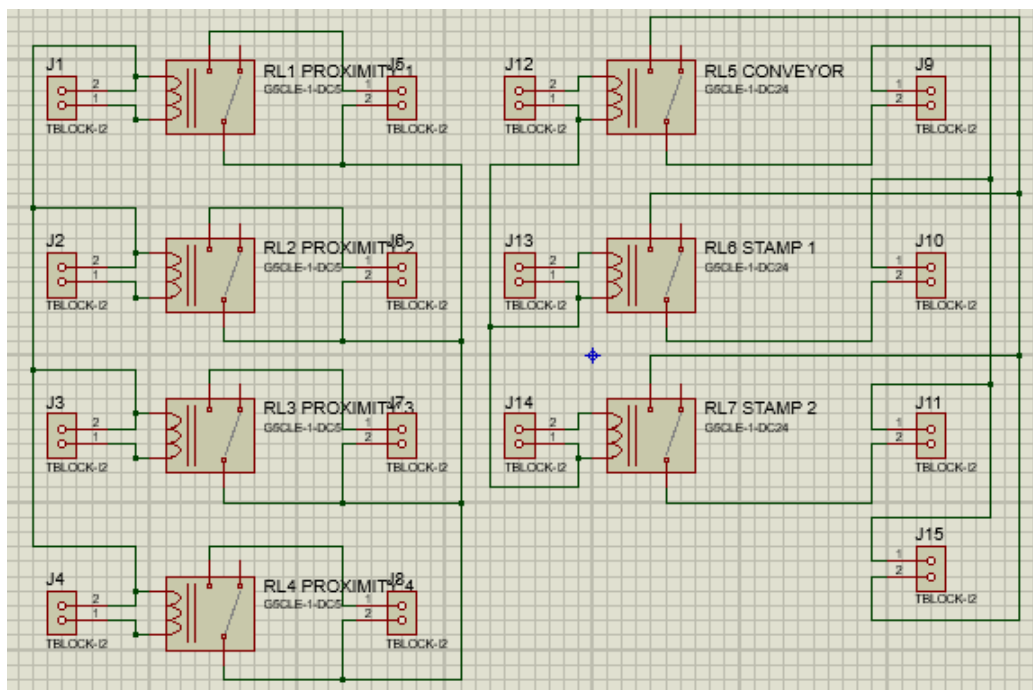 J1
2
1
TBLOCK-I2
RL1 PROXIMITY 1
G5CLE-1-DC5
J5
1
2
TBLOCK-I2
J12
2
1
TBLOCK-I2
RL5 CONVEYOR
G5CLE-1-DC24
J9
1
2
TBLOCK-I2
J2
2
1
TBLOCK-I2
RL2 PROXIMITY 2
G5CLE-1-DC5
J6
1
2
TBLOCK-I2
J13
2
1
TBLOCK-I2
RL6 STAMP 1
G5CLE-1-DC24
J10
1
2
TBLOCK-I2
J3
2
1
TBLOCK-I2
RL3 PROXIMITY 3
G5CLE-1-DC5
J7
1
2
TBLOCK-I2
J14
2
1
TBLOCK-I2
RL7 STAMP 2
G5CLE-1-DC24
J11
1
2
TBLOCK-I2
J4
2
1
TBLOCK-I2
RL4 PROXIMITY 4
G5CLE-1-DC5
J8
1
2
TBLOCK-I2
J15
1
2
TBLOCK-I2